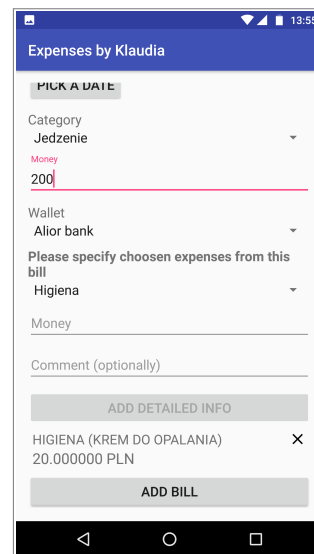 13:55
Expenses by Klaudia
PICK A DATE
Category
Jedzenie
Money
200
Wallet
Alior bank
Please specify choosen expenses from this
bill
Higiena
Money
Comment (optionally)
ADD DETAILED INFO
HIGIENA (KREM DO OPALANIA)
20.000000 PLN
ADD BILL